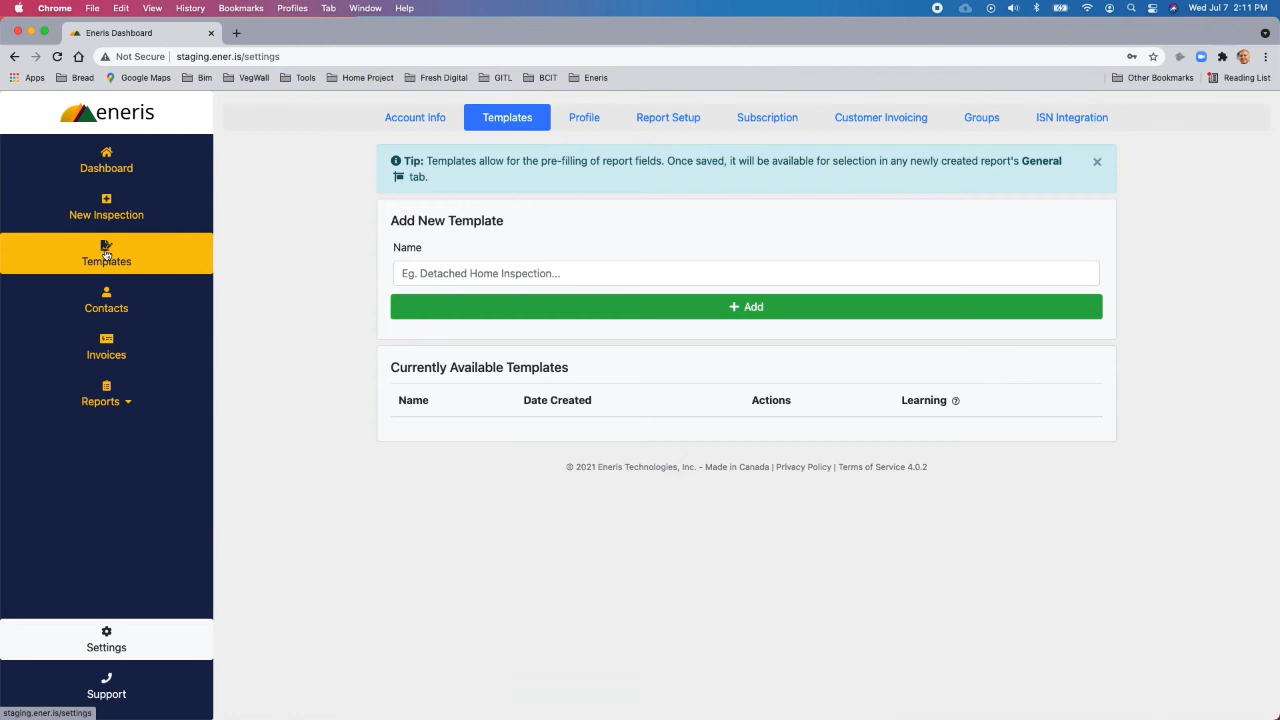 Chrome File Edit View History Bookmarks Profiles Tab Window Help Wed Jul 7 2:11 PM
Eneris Dashboard
Not Secure | staging.ener.is/settings
Apps Bread Google Maps Bim VegWall Tools Home Project Fresh Digital GITL BCIT Eneris Other Bookmarks Reading List
eneris
Account Info Templates Profile Report Setup Subscription Customer Invoicing Groups ISN Integration
Dashboard
New Inspection
Templates
Contacts
Invoices
Reports
Settings
Support
Tip: Templates allow for the pre-filling of report fields. Once saved, it will be available for selection in any newly created report's General
tab.
Add New Template
Name
Eg. Detached Home Inspection...
+ Add
Currently Available Templates
Name Date Created Actions Learning
© 2021 Eneris Technologies, Inc. - Made in Canada | Privacy Policy | Terms of Service 4.0.2
staging.ener.is/settings